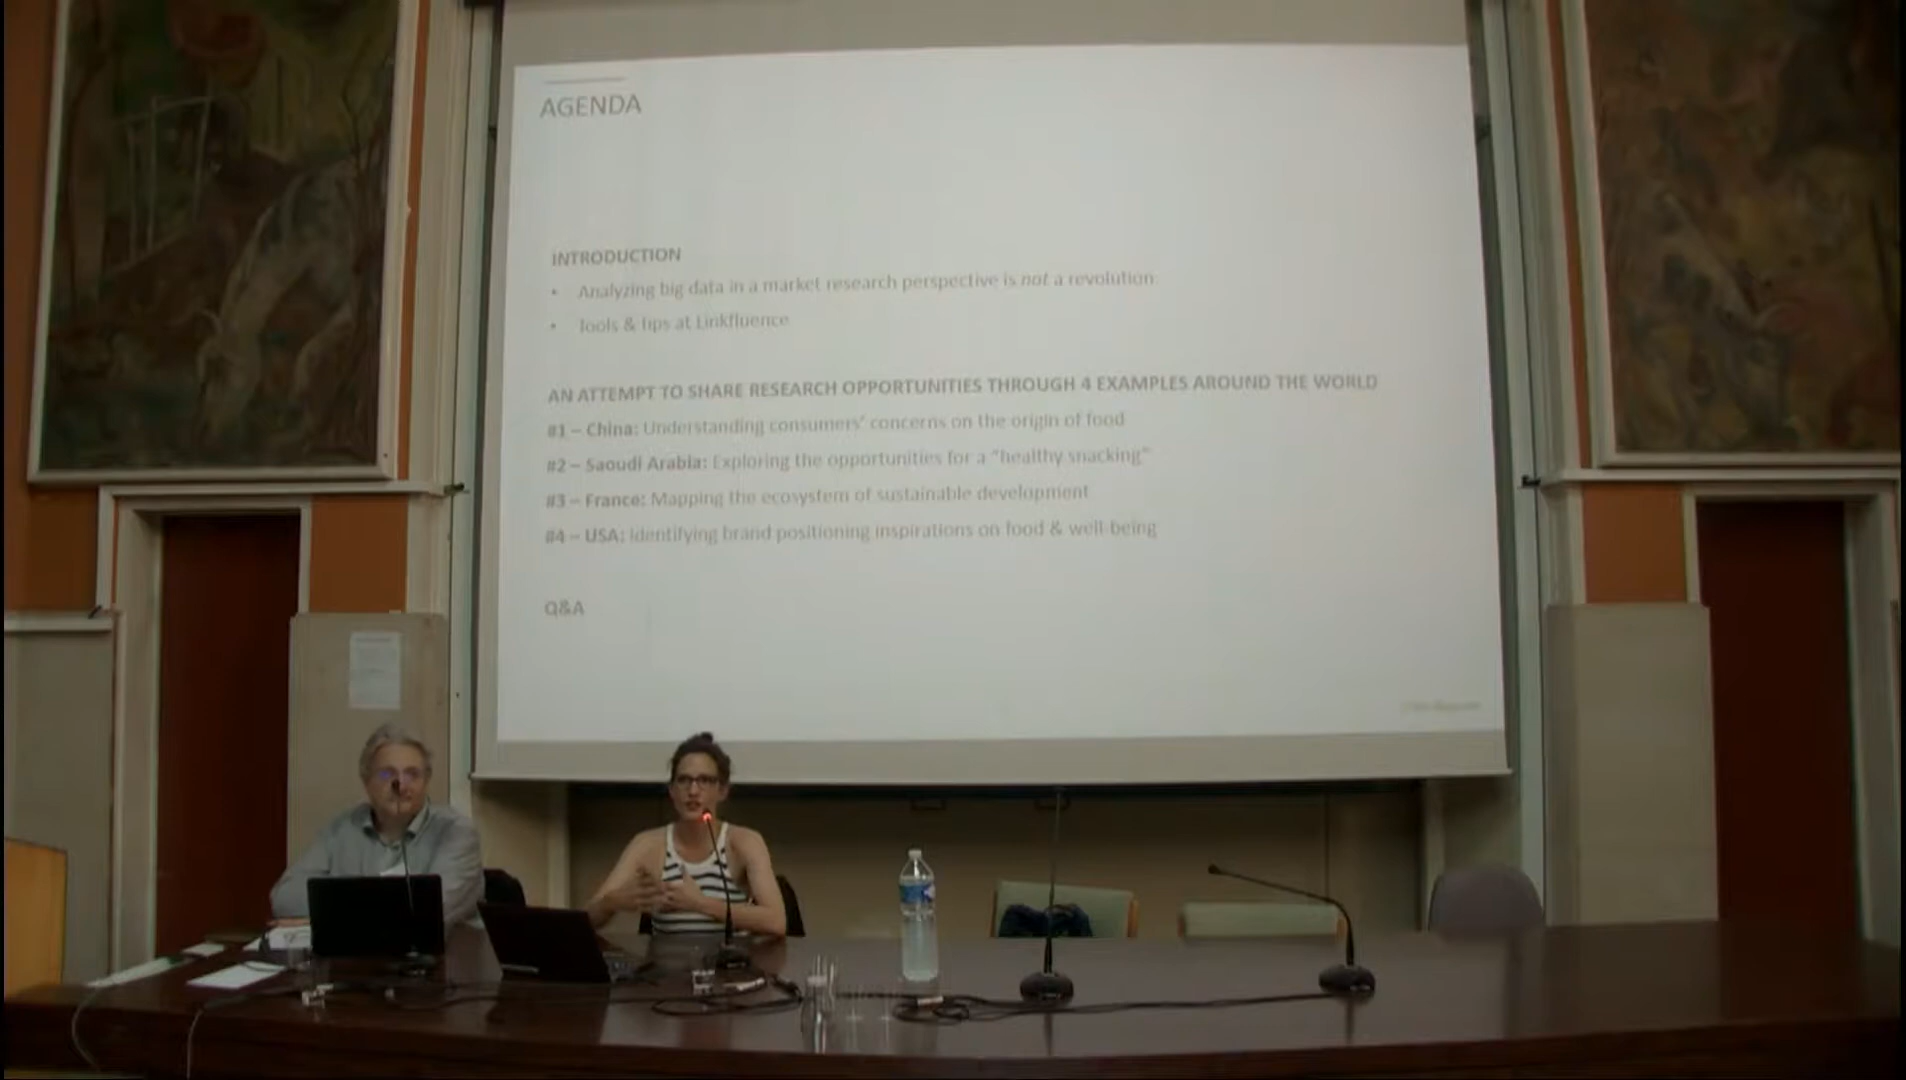 AGENDA
INTRODUCTION
• Analyzing big data in a market research perspective is not a revolution
• Tools & tips at Linkfluence
AN ATTEMPT TO SHARE RESEARCH OPPORTUNITIES THROUGH 4 EXAMPLES AROUND THE WORLD
#1 – China: Understanding consumers' concerns on the origin of food
#2 – Saoudi Arabia: Exploring the opportunities for a "healthy snacking"
#3 – France: Mapping the ecosystem of sustainable development
#4 – USA: Identifying brand positioning inspirations on food & well-being
Q&A